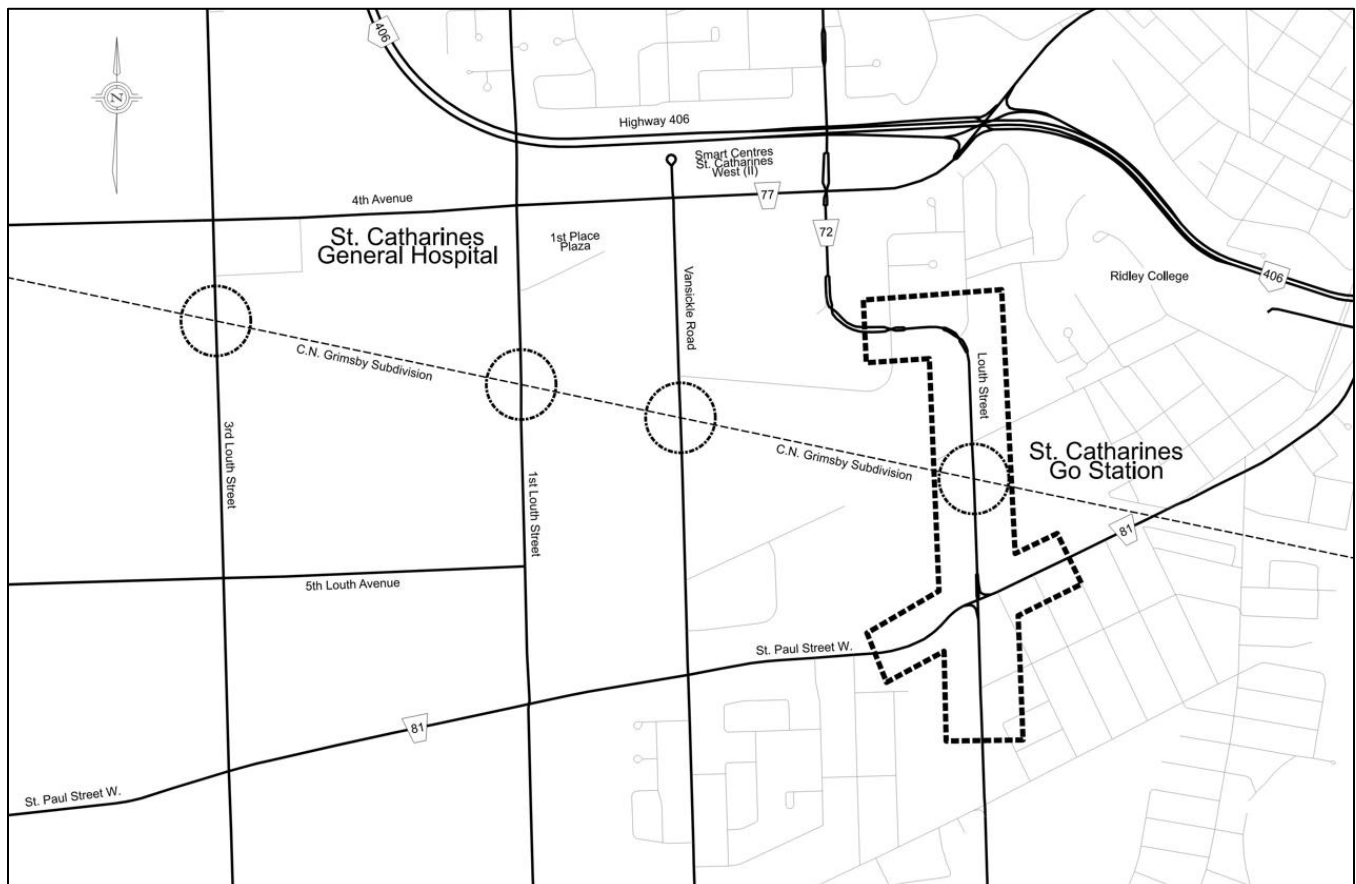 406
N
Highway 406
Smart Centres
St. Catharines
West (II)
77
4th Avenue
St. Catharines
General Hospital
1st Place
Plaza
72
Ridley College
406
Vansickle Road
C.N. Grimsby Subdivision
Louth Street
3rd Louth Street
1st Louth Street
C.N. Grimsby Subdivision
St. Catharines
Go Station
81
5th Louth Avenue
St. Paul Street W.
81
St. Paul Street W.